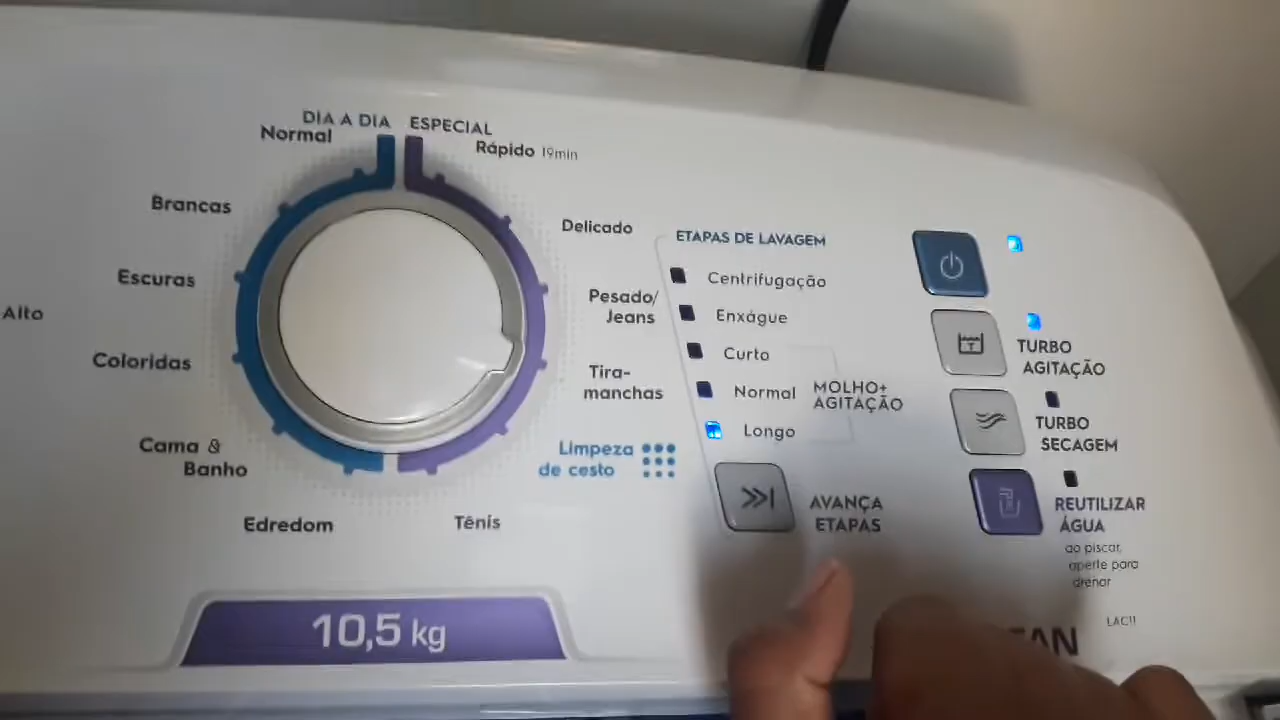 DIA A DIA
ESPECIAL
Normal
Rápido 19min
Brancas
Delicado
Escuras
Pesado/
Jeans
Alto
Coloridas
Tira-
manchas
Cama &
Banho
Limpeza
de cesto
Edredom
Tênis
10,5 kg
ETAPAS DE LAVAGEM
Centrifugação
Enxágue
Curto
Normal
Longo
MOLHO+
AGITAÇÃO
AVANÇA
ETAPAS
TURBO
AGITAÇÃO
TURBO
SECAGEM
REUTILIZAR
ÁGUA
ao piscar,
aperte para
drenar
LAC11